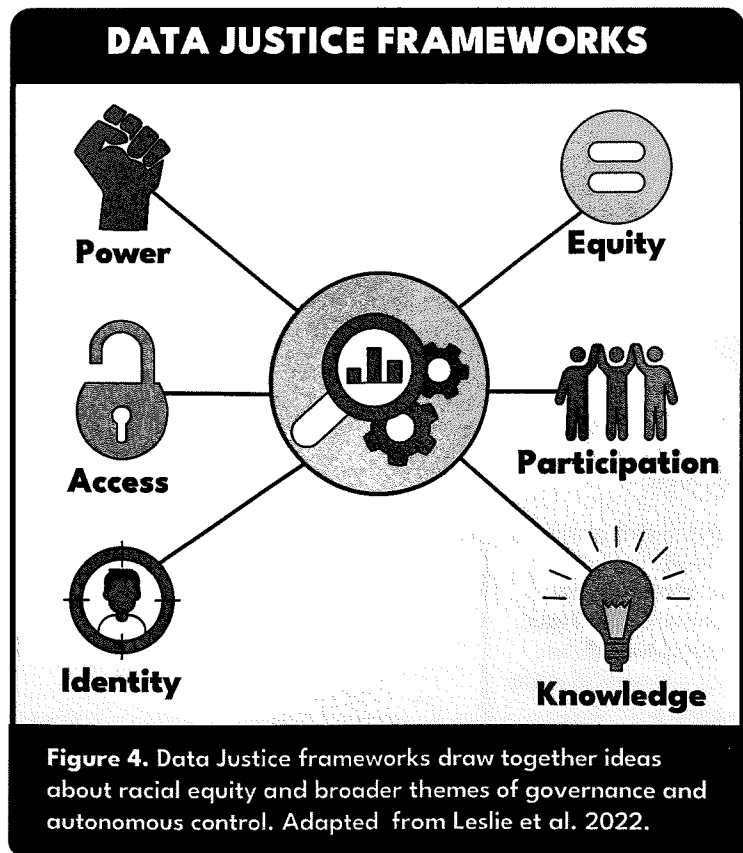 DATA JUSTICE FRAMEWORKS
Power
Equity
Access
Participation
Identity
Knowledge
Figure 4. Data Justice frameworks draw together ideas
about racial equity and broader themes of governance and
autonomous control. Adapted from Leslie et al. 2022.